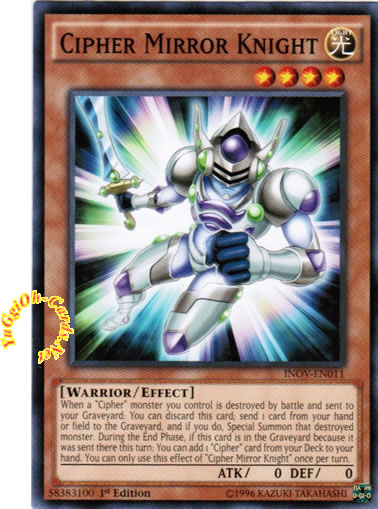 CIPHER MIRROR KNIGHT
LIGHT
光
YuGgiOh-Cards.Net
INOV-EN011
[WARRIOR/EFFECT]
When a "Cipher" monster you control is destroyed by battle and sent to
your Graveyard: You can discard this card; send 1 card from your hand
or field to the Graveyard, and if you do, Special Summon that destroyed
monster. During the End Phase, if this card is in the Graveyard because it
was sent there this turn: You can add 1 "Cipher" card from your Deck to your
hand. You can only use this effect of "Cipher Mirror Knight" once per turn.
ATK/ 0 DEF/ 0
58383100 1st Edition
©1996 KAZUKI TAKAHASHI